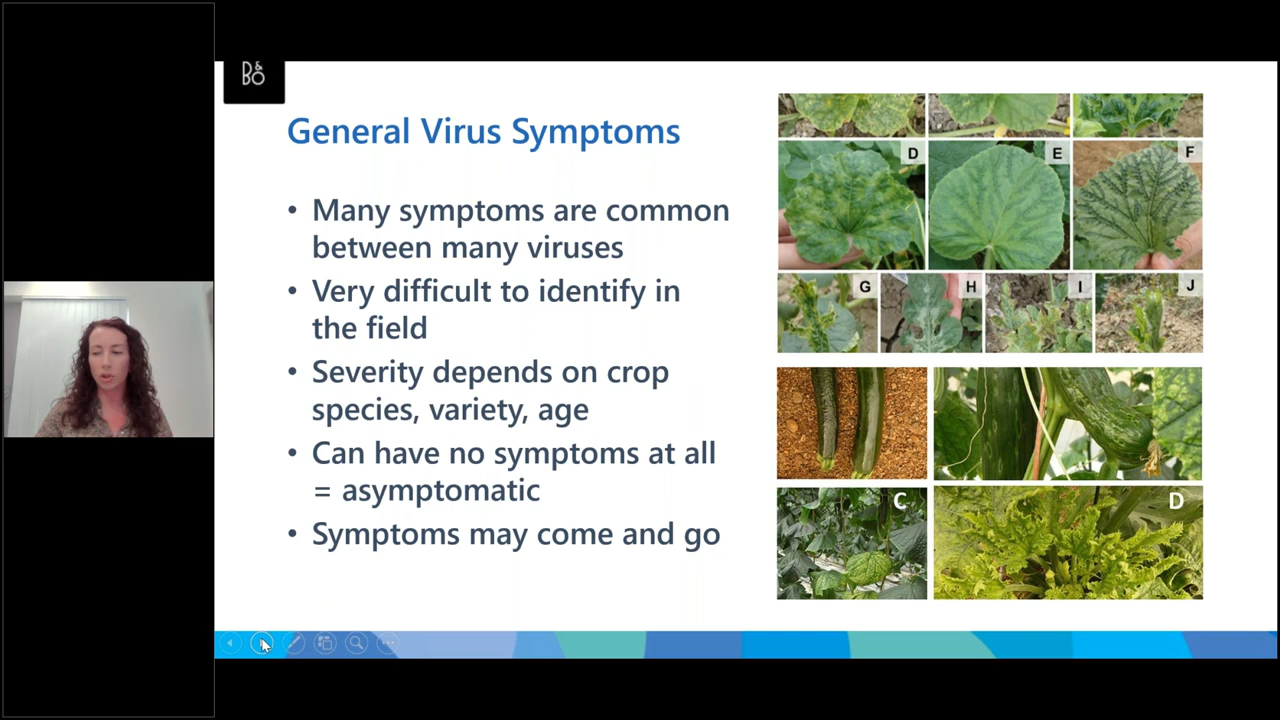 B&O
General Virus Symptoms
• Many symptoms are common
between many viruses
• Very difficult to identify in
the field
• Severity depends on crop
species, variety, age
• Can have no symptoms at all
= asymptomatic
• Symptoms may come and go
D
E
F
G
H
I
J
C
D